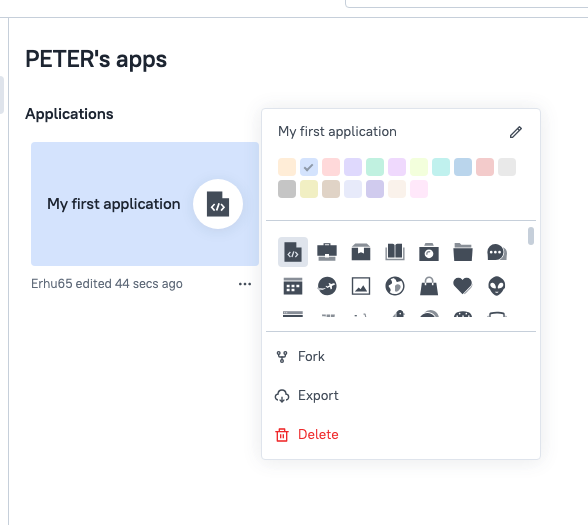 PETER's apps
Applications
My first application
My first application
Erhu65 edited 44 secs ago
Fork
Export
Delete